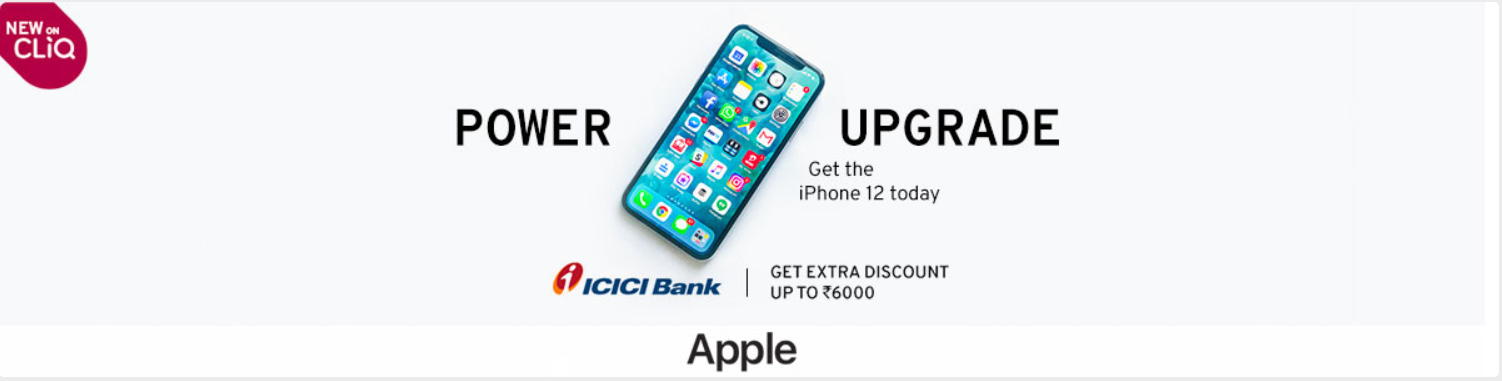 NEW ON
CLiQ
POWER
UPGRADE
Get the
iPhone 12 today
ICICI Bank
GET EXTRA DISCOUNT
UP TO ₹6000
Apple